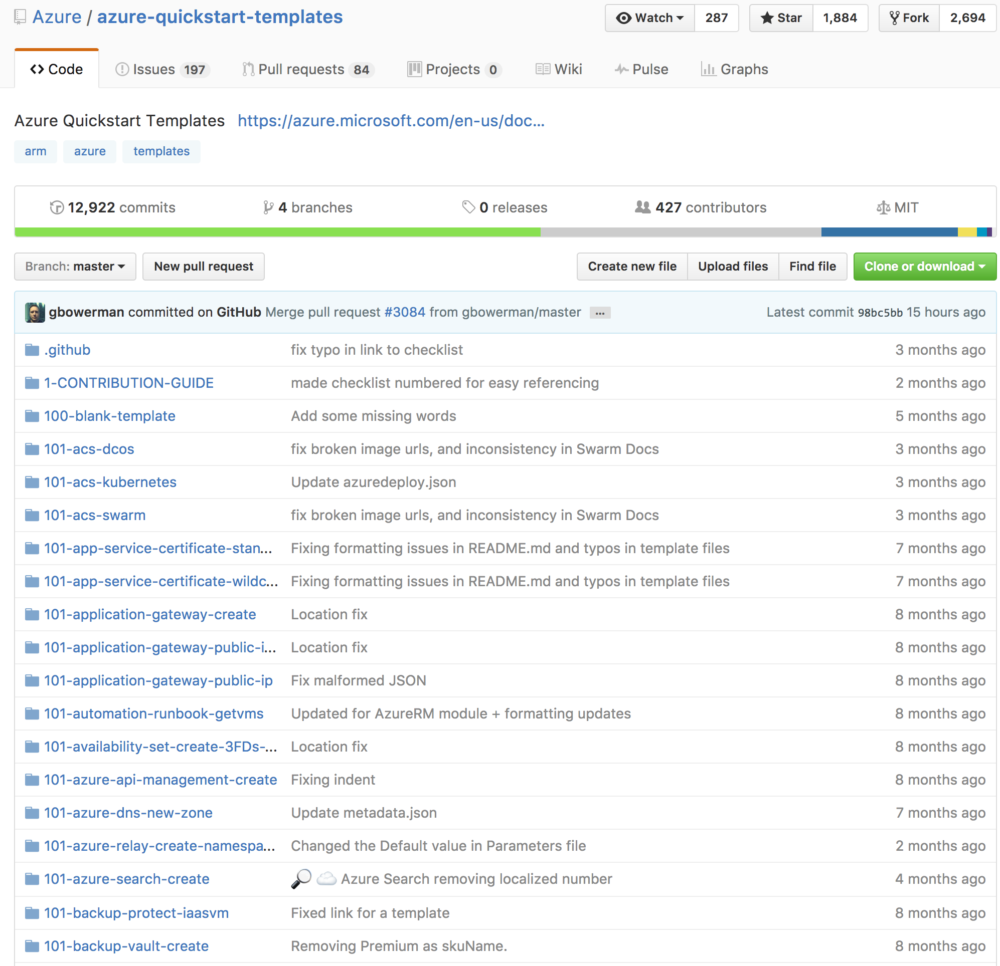 Azure / azure-quickstart-templates Watch 287 Star 1,884 Fork 2,694
Code Issues 197 Pull requests 84 Projects 0 Wiki Pulse Graphs
Azure Quickstart Templates https://azure.microsoft.com/en-us/doc...
arm azure templates
12,922 commits 4 branches 0 releases 427 contributors MIT
Branch: master New pull request Create new file Upload files Find file Clone or download
gbowerman committed on GitHub Merge pull request #3084 from gbowerman/master ... Latest commit 98bc5bb 15 hours ago
.github fix typo in link to checklist 3 months ago
1-CONTRIBUTION-GUIDE made checklist numbered for easy referencing 2 months ago
100-blank-template Add some missing words 5 months ago
101-acs-dcos fix broken image urls, and inconsistency in Swarm Docs 3 months ago
101-acs-kubernetes Update azuredeploy.json 3 months ago
101-acs-swarm fix broken image urls, and inconsistency in Swarm Docs 3 months ago
101-app-service-certificate-stan... Fixing formatting issues in README.md and typos in template files 7 months ago
101-app-service-certificate-wildc... Fixing formatting issues in README.md and typos in template files 7 months ago
101-application-gateway-create Location fix 8 months ago
101-application-gateway-public-i... Location fix 8 months ago
101-application-gateway-public-ip Fix malformed JSON 8 months ago
101-automation-runbook-getvms Updated for AzureRM module + formatting updates 8 months ago
101-availability-set-create-3FDs-... Location fix 8 months ago
101-azure-api-management-create Fixing indent 8 months ago
101-azure-dns-new-zone Update metadata.json 7 months ago
101-azure-relay-create-namespa... Changed the Default value in Parameters file 2 months ago
101-azure-search-create 🔎 ☁️ Azure Search removing localized number 4 months ago
101-backup-protect-iaasvm Fixed link for a template 8 months ago
101-backup-vault-create Removing Premium as skuName. 8 months ago